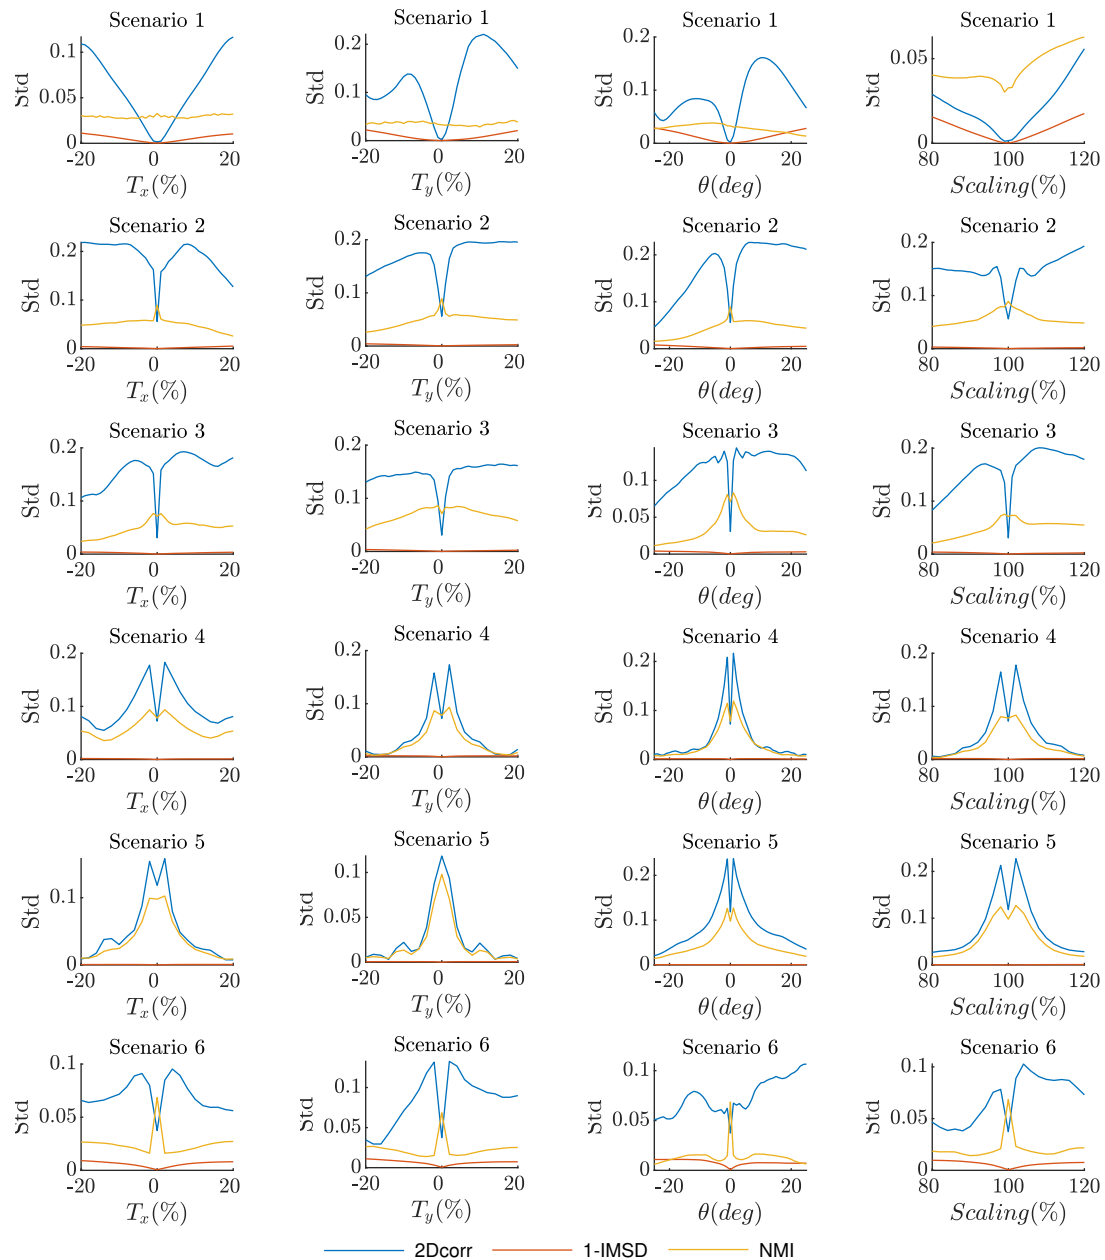 Scenario 1 Scenario 1 Scenario 1 Scenario 1
Std 0.1 0.05 0 Std 0.2 0.1 0 Std 0.2 0.1 0 Std 0.05 0
-20 0 20 -20 0 20 -20 0 20 80 100 120
T_x(%) T_y(%) θ(deg) Scaling(%)
Scenario 2 Scenario 2 Scenario 2 Scenario 2
Std 0.2 0.1 0 Std 0.2 0.1 0 Std 0.2 0.1 0 Std 0.2 0.1 0
-20 0 20 -20 0 20 -20 0 20 80 100 120
T_x(%) T_y(%) θ(deg) Scaling(%)
Scenario 3 Scenario 3 Scenario 3 Scenario 3
Std 0.2 0.1 0 Std 0.2 0.1 0 Std 0.1 0.05 0 Std 0.2 0.1 0
-20 0 20 -20 0 20 -20 0 20 80 100 120
T_x(%) T_y(%) θ(deg) Scaling(%)
Scenario 4 Scenario 4 Scenario 4 Scenario 4
Std 0.2 0.1 0 Std 0.2 0.1 0 Std 0.2 0.1 0 Std 0.2 0.1 0
-20 0 20 -20 0 20 -20 0 20 80 100 120
T_x(%) T_y(%) θ(deg) Scaling(%)
Scenario 5 Scenario 5 Scenario 5 Scenario 5
Std 0.1 0 Std 0.1 0.05 0 Std 0.2 0.1 0 Std 0.2 0.1 0
-20 0 20 -20 0 20 -20 0 20 80 100 120
T_x(%) T_y(%) θ(deg) Scaling(%)
Scenario 6 Scenario 6 Scenario 6 Scenario 6
Std 0.1 0.05 0 Std 0.1 0.05 0 Std 0.1 0.05 0 Std 0.1 0.05 0
-20 0 20 -20 0 20 -20 0 20 80 100 120
T_x(%) T_y(%) θ(deg) Scaling(%)
2Dcorr 1-IMSD NMI